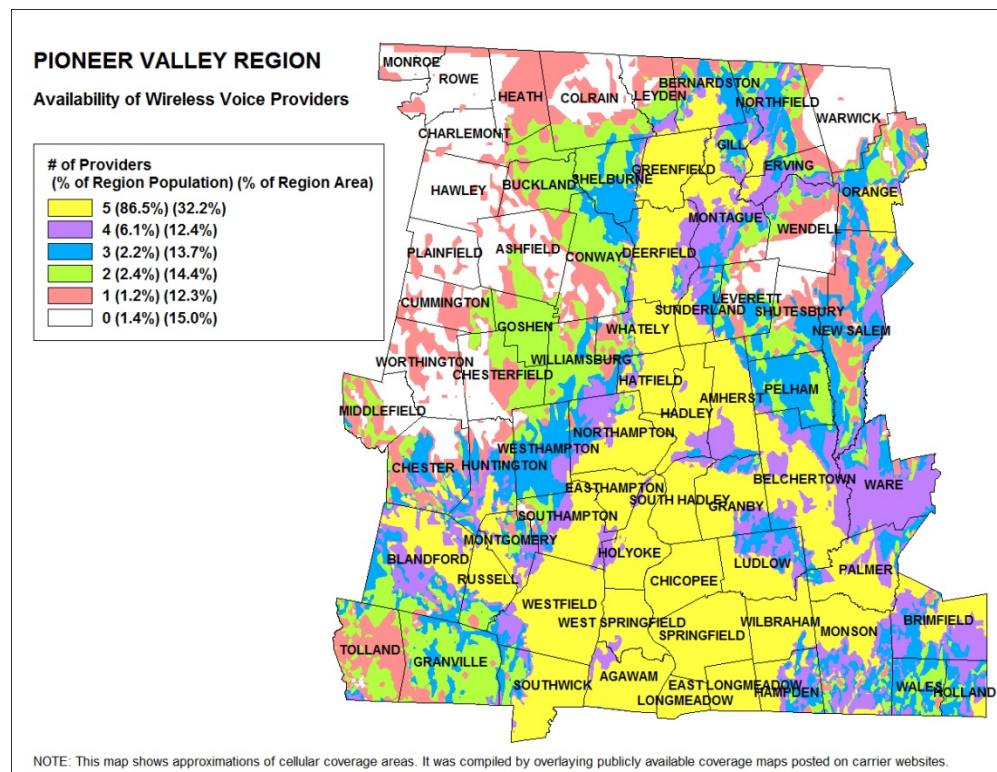 PIONEER VALLEY REGION
Availability of Wireless Voice Providers
# of Providers
(% of Region Population) (% of Region Area)
5 (86.5%) (32.2%)
4 (6.1%) (12.4%)
3 (2.2%) (13.7%)
2 (2.4%) (14.4%)
1 (1.2%) (12.3%)
0 (1.4%) (15.0%)
MONROE
ROWE
HEATH
COLRAIN
LEYDEN
BERNARDSTON
NORTHFIELD
WARWICK
CHARLEMONT
GILL
GREENFIELD
ERVING
HAWLEY
BUCKLAND
SHELBURNE
ORANGE
MONTAGUE
WENDELL
PLAINFIELD
ASHFIELD
CONWAY
DEERFIELD
CUMMINGTON
LEVERETT
SHUTESBURY
SUNDERLAND
GOSHEN
WHATELY
NEW SALEM
WORTHINGTON
WILLIAMSBURG
CHESTERFIELD
HATFIELD
PELHAM
AMHERST
MIDDLEFIELD
HADLEY
NORTHAMPTON
WESTHAMPTON
CHESTER
HUNTINGTON
BELCHERTOWN
WARE
EASTHAMPTON
SOUTH HADLEY
GRANBY
SOUTHAMPTON
MONTGOMERY
HOLYOKE
BLANDFORD
LUDLOW
PALMER
RUSSELL
CHICOPEE
WESTFIELD
WEST SPRINGFIELD
WILBRAHAM
BRIMFIELD
SPRINGFIELD
MONSON
TOLLAND
GRANVILLE
AGAWAM
SOUTHWICK
EAST LONGMEADOW
HAMPDEN
WALES
HOLLAND
LONGMEADOW
NOTE: This map shows approximations of cellular coverage areas. It was compiled by overlaying publicly available coverage maps posted on carrier websites.